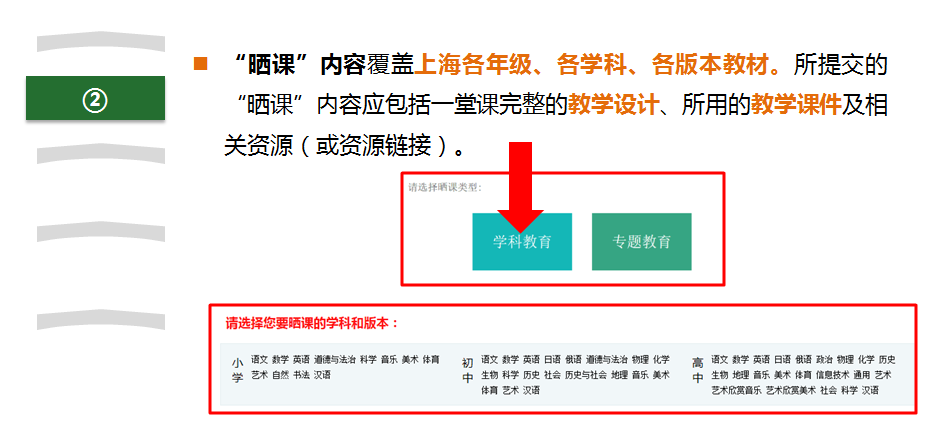 ②
“晒课”内容覆盖上海各年级、各学科、各版本教材。所提交的
“晒课”内容应包括一堂课完整的教学设计、所用的教学课件及相
关资源（或资源链接）。
请选择晒课类型:
学科教育 专题教育
请选择您要晒课的学科和版本：
小学
语文 数学 英语 道德与法治 科学 音乐 美术 体育
艺术 自然 书法 汉语
初中
语文 数学 英语 日语 俄语 道德与法治 物理 化学
生物 科学 历史 社会 历史与社会 地理 音乐 美术
体育 艺术 汉语
高中
语文 数学 英语 日语 俄语 政治 物理 化学 历史
生物 地理 音乐 美术 体育 信息技术 通用 艺术
艺术欣赏音乐 艺术欣赏美术 社会 科学 汉语